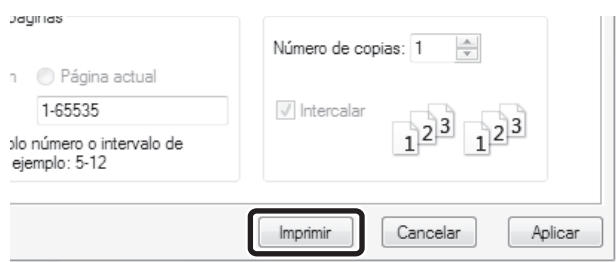 páginas
Número de copias: 1
Página actual
1-65535
Intercalar
1 2 3 1 2 3
número o intervalo de
ejemplo: 5-12
Imprimir Cancelar Aplicar